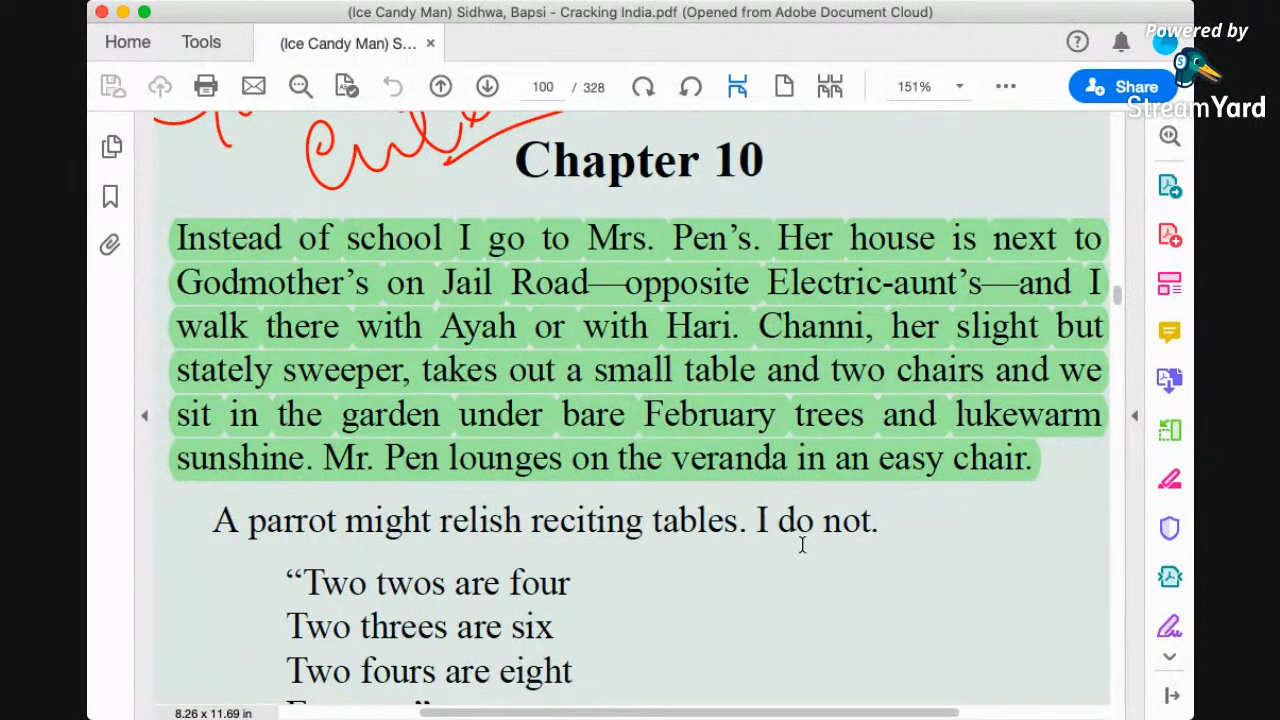 (Ice Candy Man) Sidhwa, Bapsi - Cracking India.pdf (Opened from Adobe Document Cloud)
Powered by
StreamYard
Home Tools (Ice Candy Man) S... ×
100 / 328 151% ••• Share
Chapter 10
Instead of school I go to Mrs. Pen’s. Her house is next to
Godmother’s on Jail Road—opposite Electric-aunt’s—and I
walk there with Ayah or with Hari. Channi, her slight but
stately sweeper, takes out a small table and two chairs and we
sit in the garden under bare February trees and lukewarm
sunshine. Mr. Pen lounges on the veranda in an easy chair.
A parrot might relish reciting tables. I do not.
“Two twos are four
Two threes are six
Two fours are eight
8.26 x 11.69 in